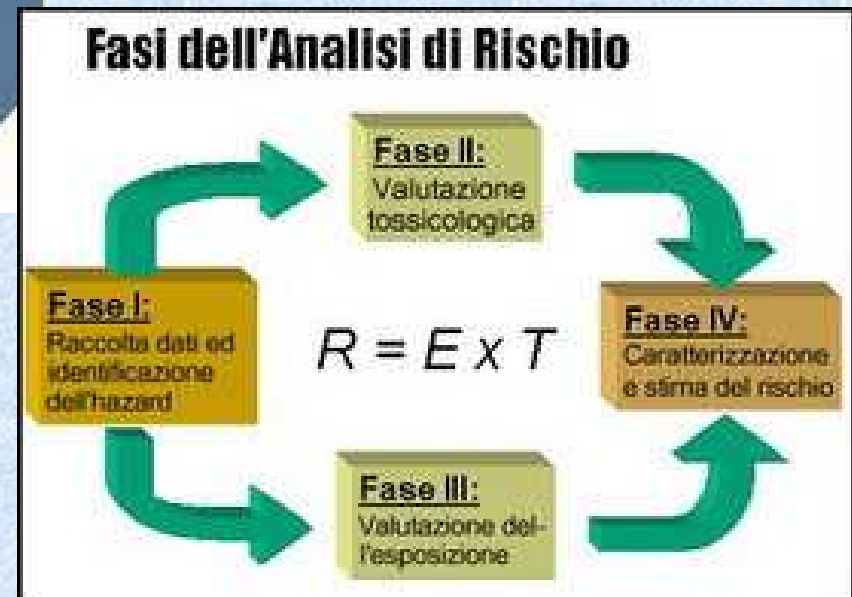 Fasi dell'Analisi di Rischio
Fase II:
Valutazione
tossicologica
Fase I:
Raccolta dati ed
identificazione
dell'hazard
R = E x T
Fase IV:
Caratterizzazione
e stima del rischio
Fase III:
Valutazione del-
l'esposizione